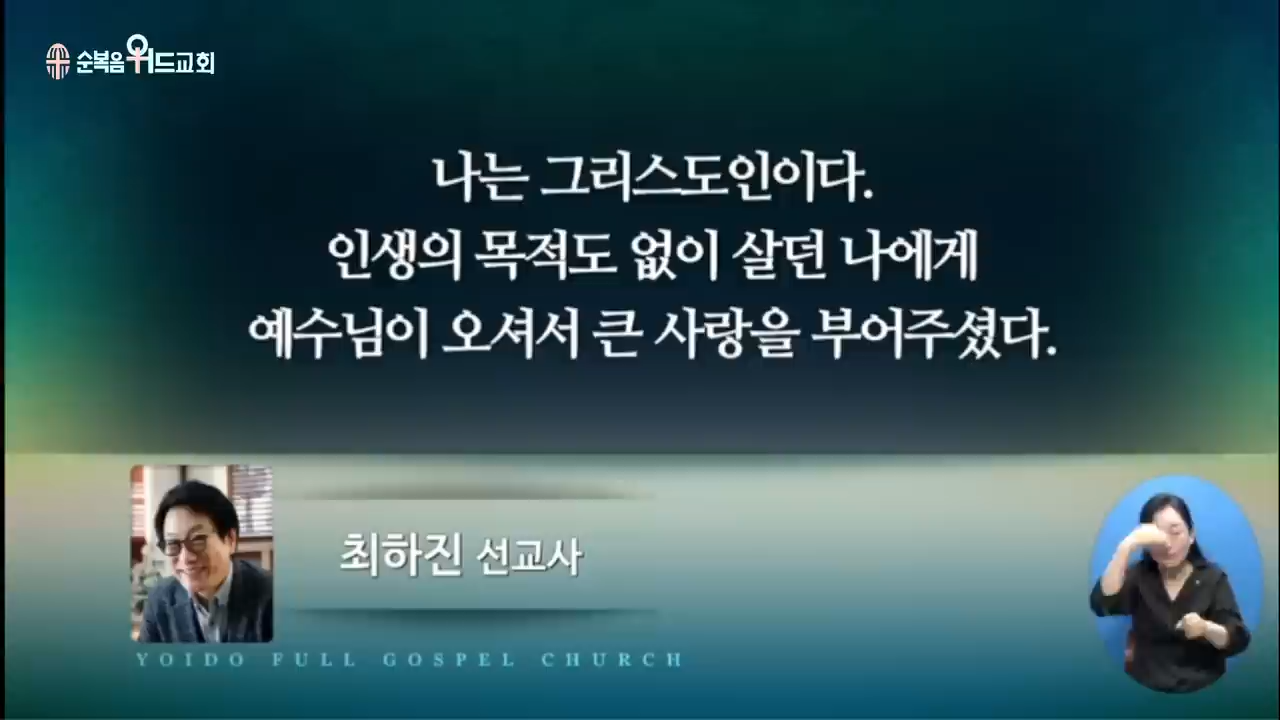 순복음위드교회
나는 그리스도인이다.
인생의 목적도 없이 살던 나에게
예수님이 오셔서 큰 사랑을 부어주셨다.
최하진 선교사
YOIDO FULL GOSPEL CHURCH